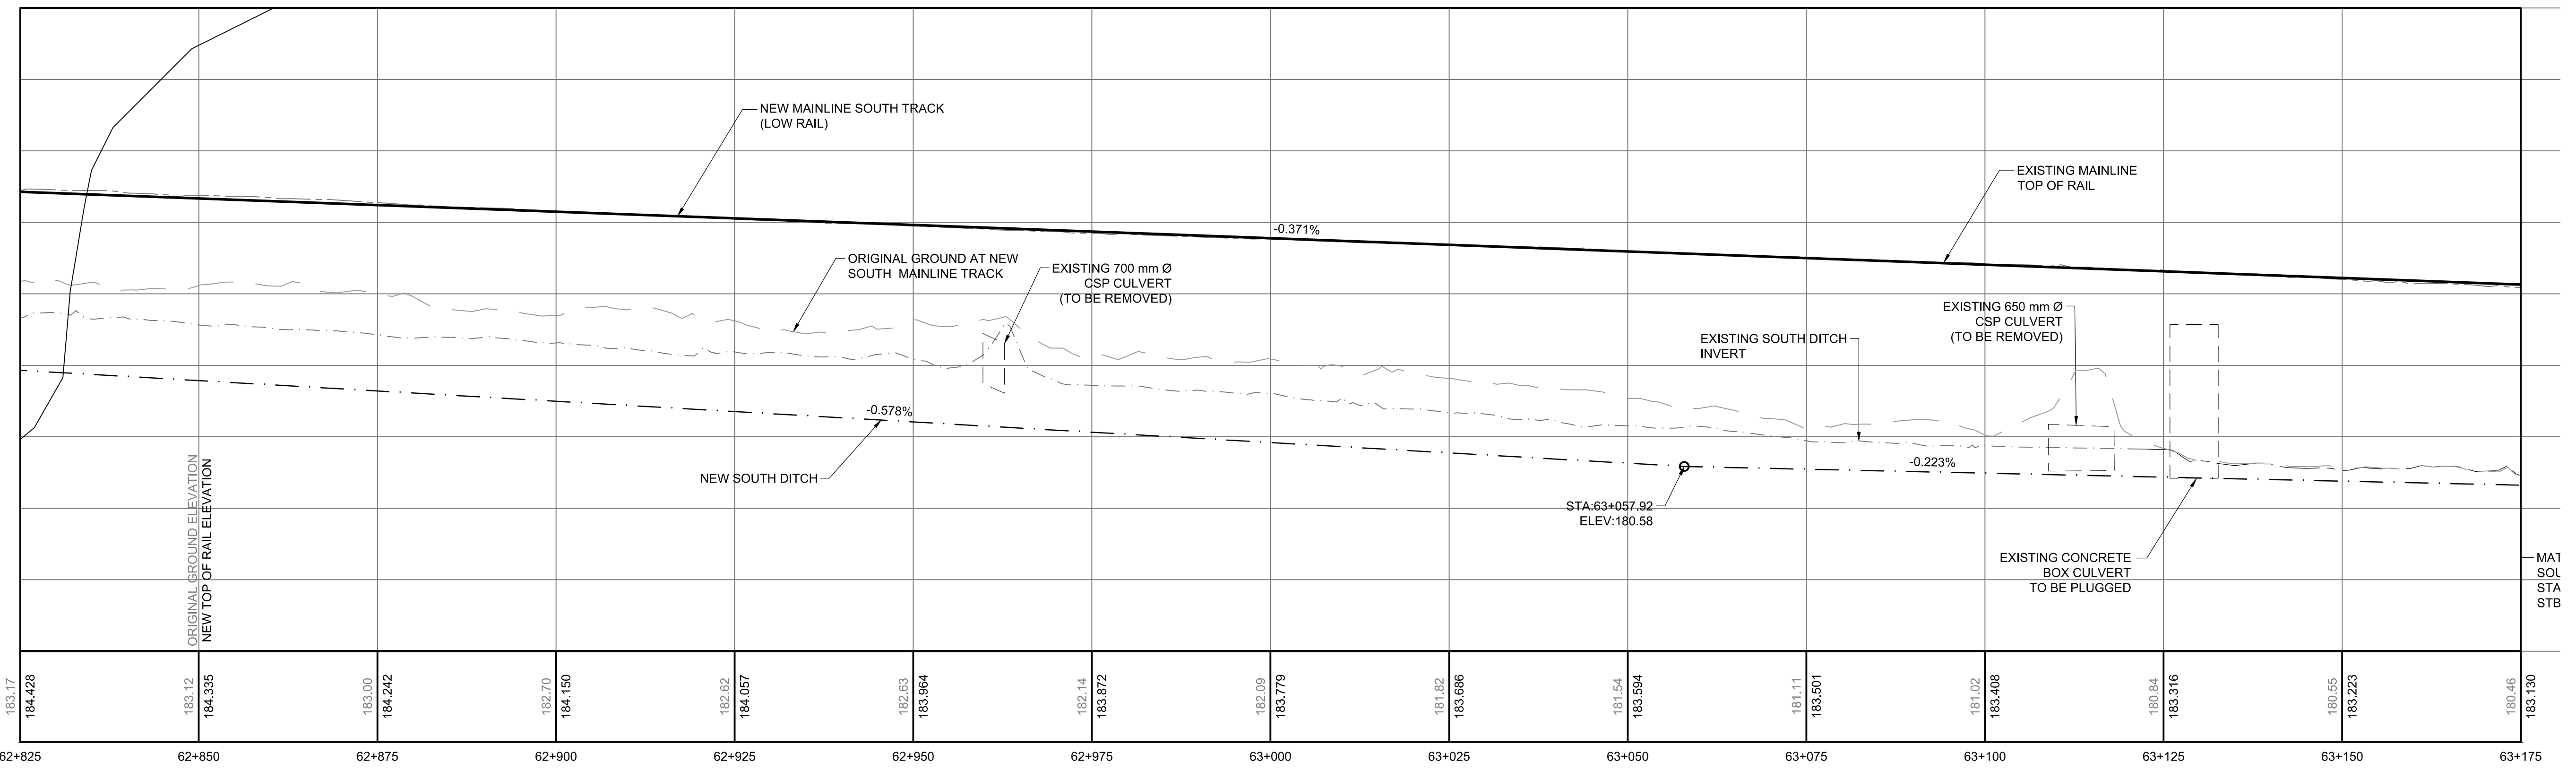 NEW MAINLINE SOUTH TRACK
(LOW RAIL)
EXISTING MAINLINE
TOP OF RAIL
-0.371%
ORIGINAL GROUND AT NEW
SOUTH MAINLINE TRACK
EXISTING 700 mm Ø
CSP CULVERT
(TO BE REMOVED)
EXISTING 650 mm Ø
CSP CULVERT
(TO BE REMOVED)
EXISTING SOUTH DITCH
INVERT
-0.578%
NEW SOUTH DITCH
-0.223%
STA:63+057.92
ELEV:180.58
EXISTING CONCRETE
BOX CULVERT
TO BE PLUGGED
MAT
SOU
STA
STB
ORIGINAL GROUND ELEVATION
NEW TOP OF RAIL ELEVATION
183.17
184.428
183.12
184.335
183.00
184.242
182.70
184.150
182.62
184.057
182.63
183.964
182.14
183.872
182.09
183.779
181.82
183.686
181.54
183.594
181.11
183.501
181.02
183.408
180.84
183.316
180.55
183.223
180.46
183.130
62+825
62+850
62+875
62+900
62+925
62+950
62+975
63+000
63+025
63+050
63+075
63+100
63+125
63+150
63+175